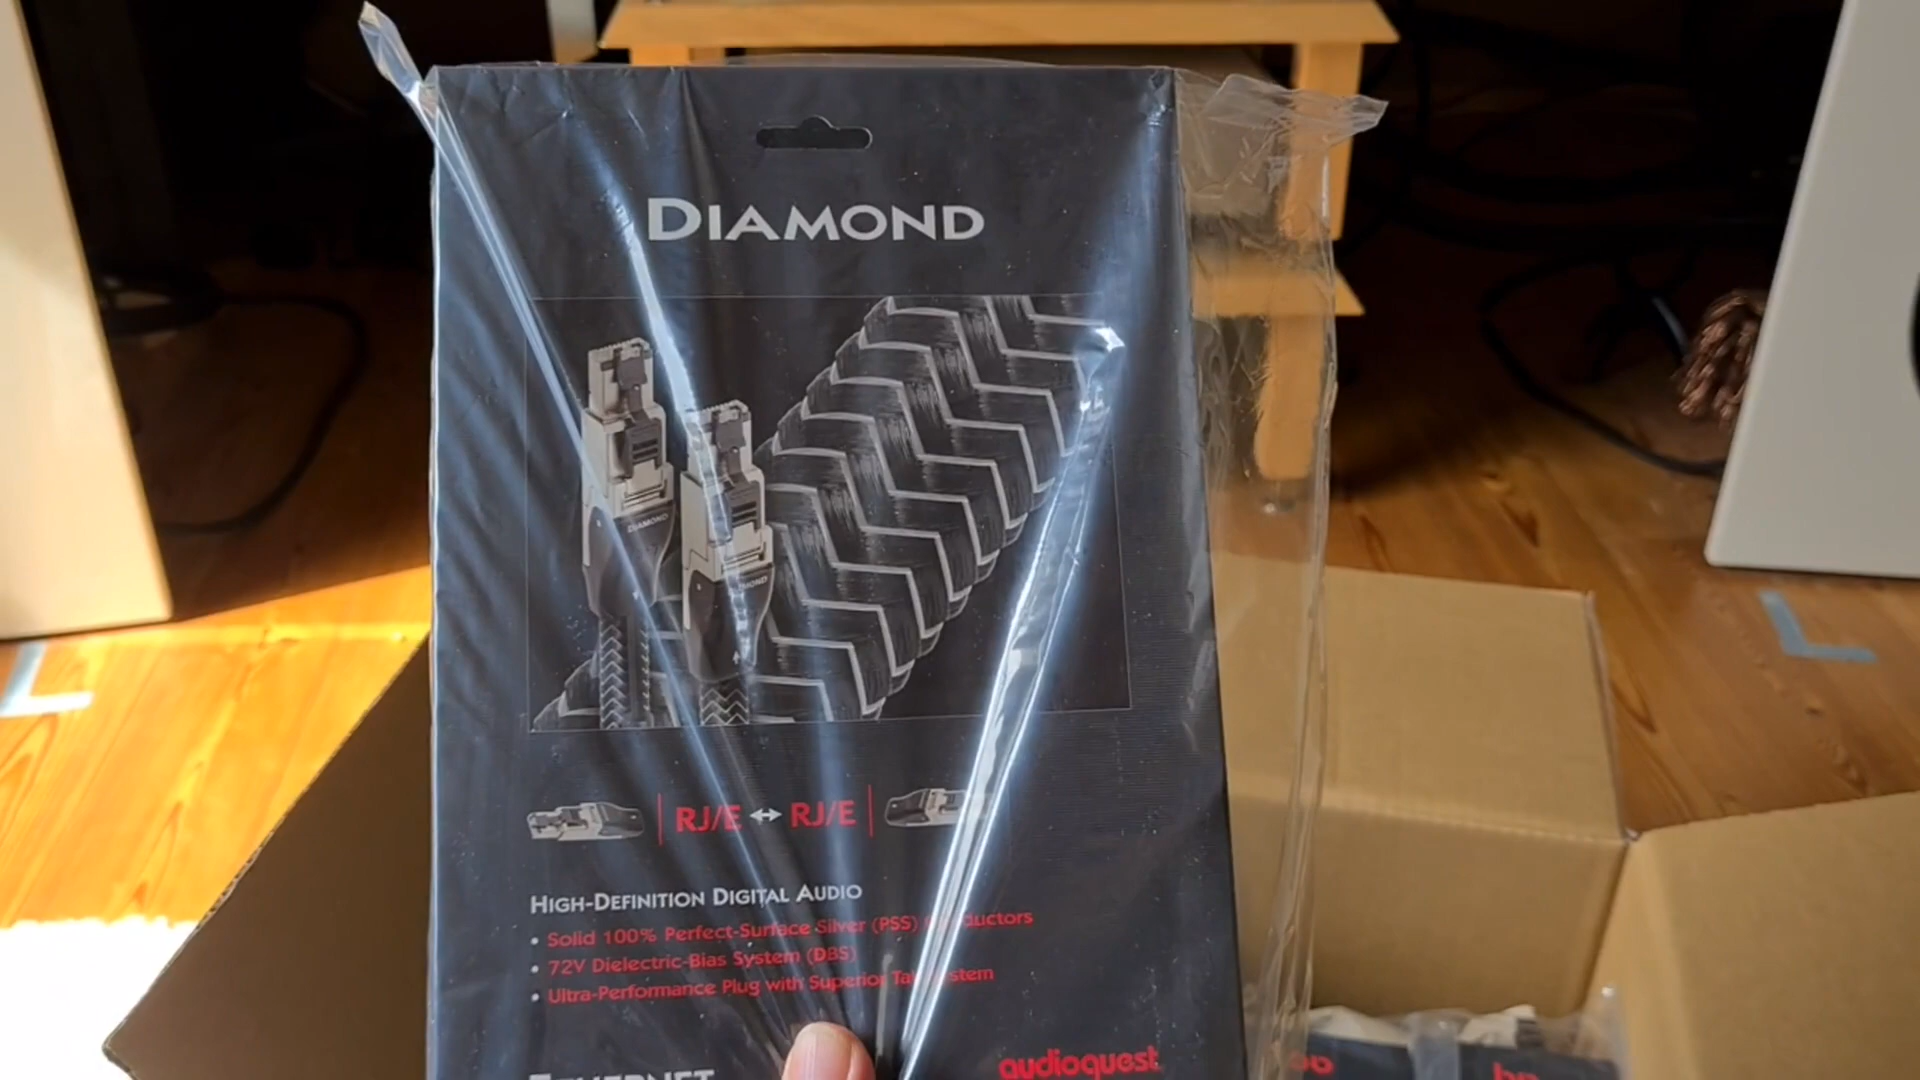 DIAMOND
DIAMOND
RJ/E RJ/E
HIGH-DEFINITION DIGITAL AUDIO
• Solid 100% Perfect-Surface Silver (PSS)
• 72V Dielectric-Bias System (DBS)
• Ultra-Performance Plug with Superior
ETHERNET
audioquest